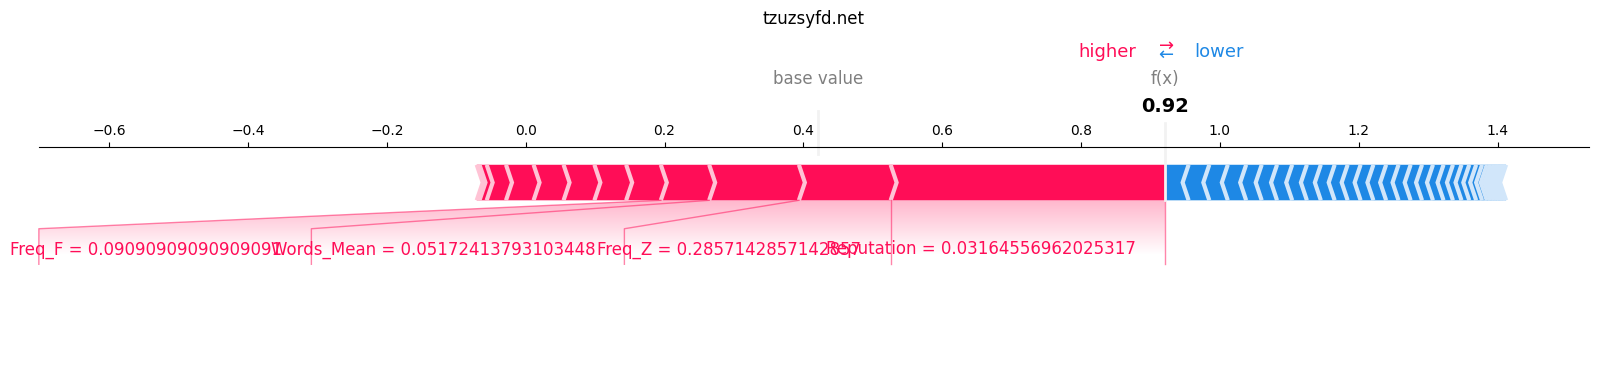 tzuzsyfd.net
higher → ← lower
base value f(x)
0.92
−0.6 −0.4 −0.2 0.0 0.2 0.4 0.6 0.8 1.0 1.2 1.4
Freq_F = 0.09090909090909091 Words_Mean = 0.05172413793103448 Freq_Z = 0.2857142857142857 Reputation = 0.03164556962025317